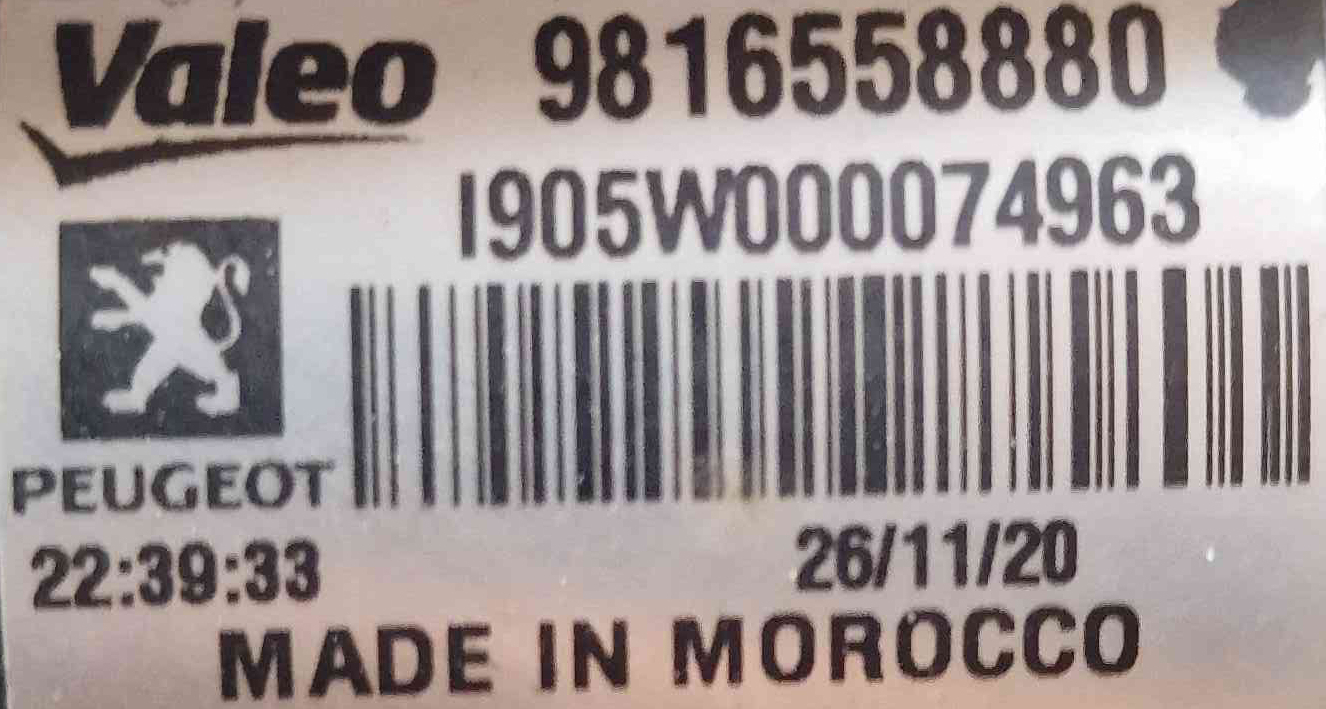 Valeo 9816558880
I905W000074963
PEUGEOT
22:39:33 26/11/20
MADE IN MOROCCO